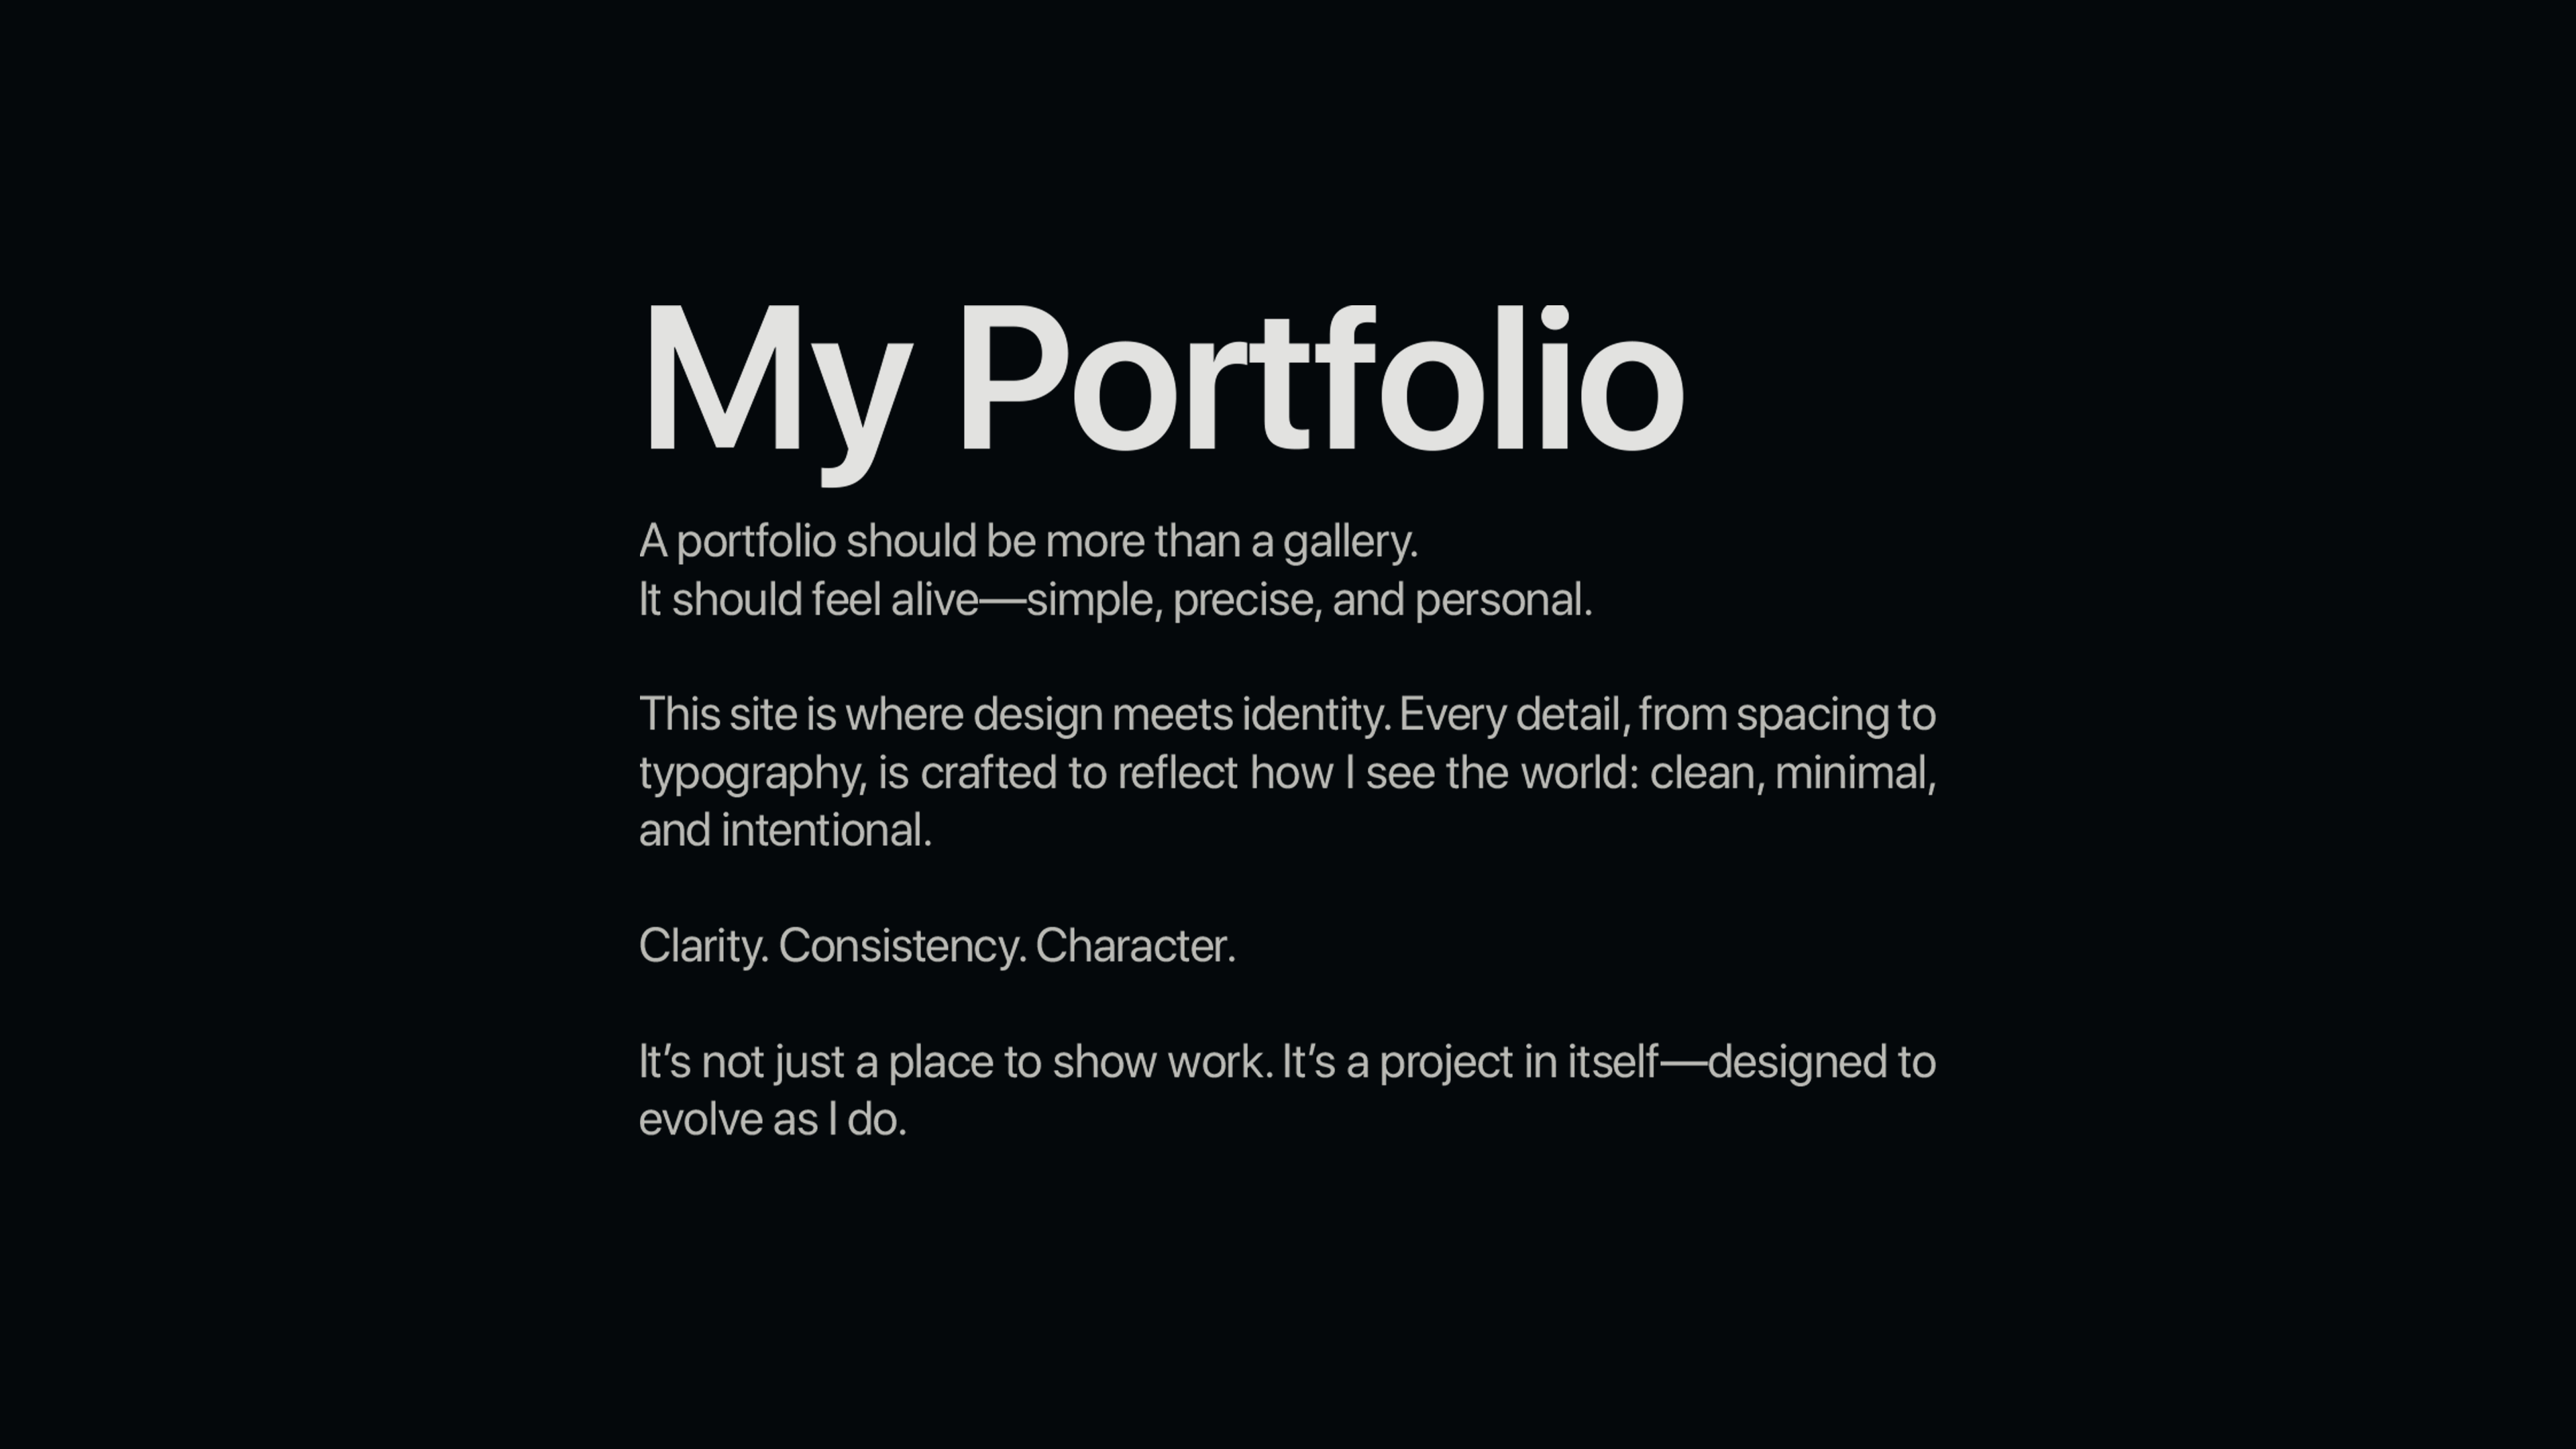 My Portfolio
A portfolio should be more than a gallery.
It should feel alive—simple, precise, and personal.
This site is where design meets identity. Every detail, from spacing to
typography, is crafted to reflect how I see the world: clean, minimal,
and intentional.
Clarity. Consistency. Character.
It’s not just a place to show work. It’s a project in itself—designed to
evolve as I do.